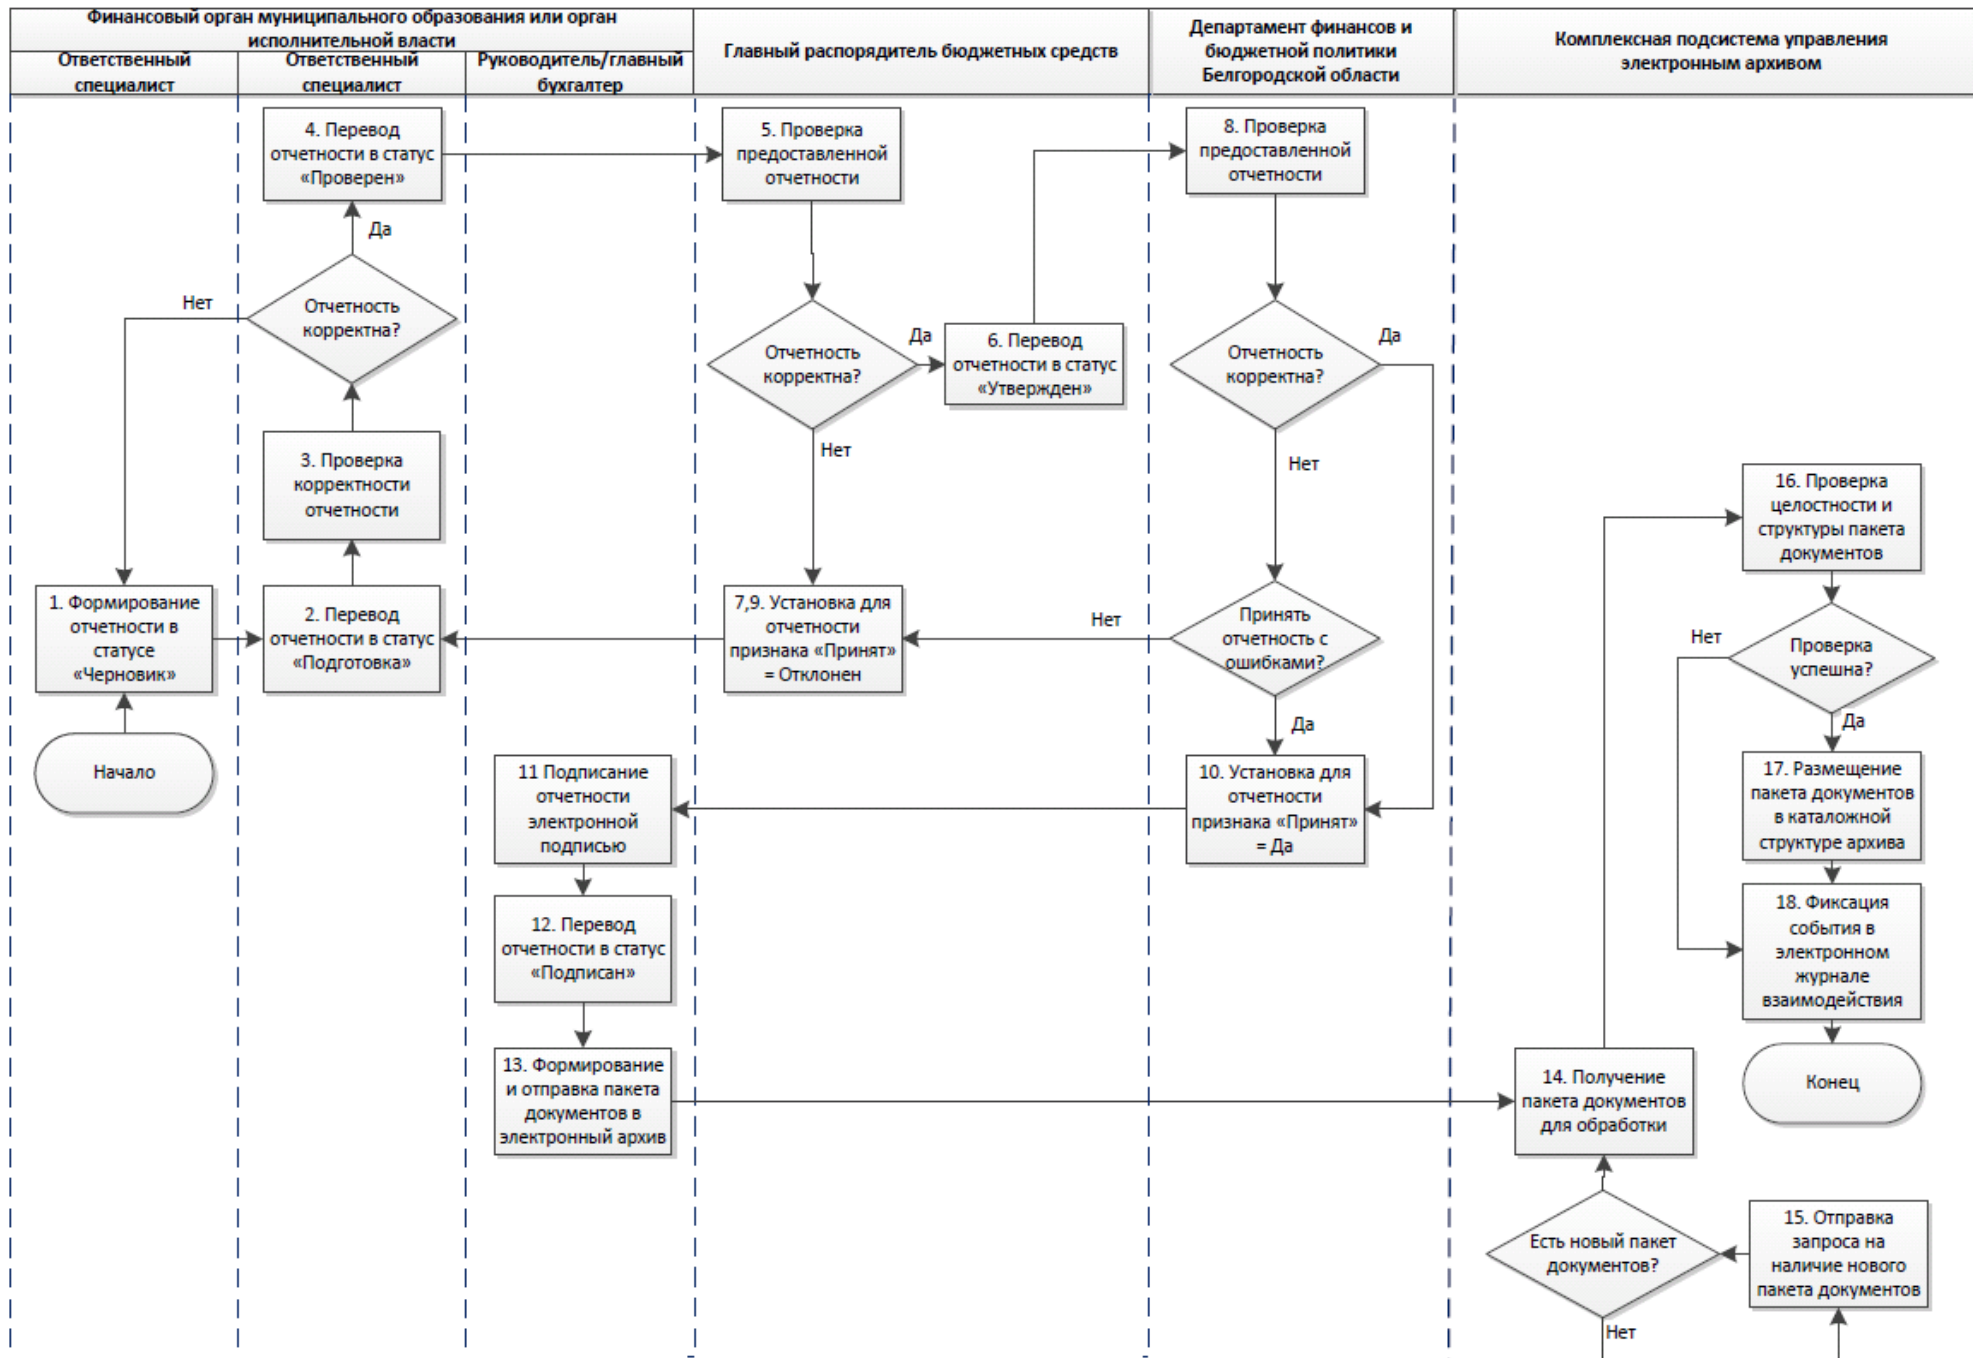 Финансовый орган муниципального образования или орган
исполнительной власти
Ответственный
специалист
Ответственный
специалист
Руководитель/главный
бухгалтер
Главный распорядитель бюджетных средств
Департамент финансов и
бюджетной политики
Белгородской области
Комплексная подсистема управления
электронным архивом
4. Перевод
отчетности в статус
«Проверен»
5. Проверка
предоставленной
отчетности
8. Проверка
предоставленной
отчетности
Да
Нет
Отчетность
корректна?
Отчетность
корректна?
Да
6. Перевод
отчетности в статус
«Утвержден»
Отчетность
корректна?
Да
Нет
Нет
3. Проверка
корректности
отчетности
16. Проверка
целостности и
структуры пакета
документов
1. Формирование
отчетности в
статусе
«Черновик»
2. Перевод
отчетности в статус
«Подготовка»
7,9. Установка для
отчетности
признака «Принят»
= Отклонен
Нет
Принять
отчетность с
ошибками?
Нет
Проверка
успешна?
Да
Да
Начало
11 Подписание
отчетности
электронной
подписью
10. Установка для
отчетности
признака «Принят»
= Да
17. Размещение
пакета документов
в каталожной
структуре архива
12. Перевод
отчетности в статус
«Подписан»
18. Фиксация
события в
электронном
журнале
взаимодействия
13. Формирование
и отправка пакета
документов в
электронный архив
14. Получение
пакета документов
для обработки
Конец
Есть новый пакет
документов?
15. Отправка
запроса на
наличие нового
пакета документов
Нет